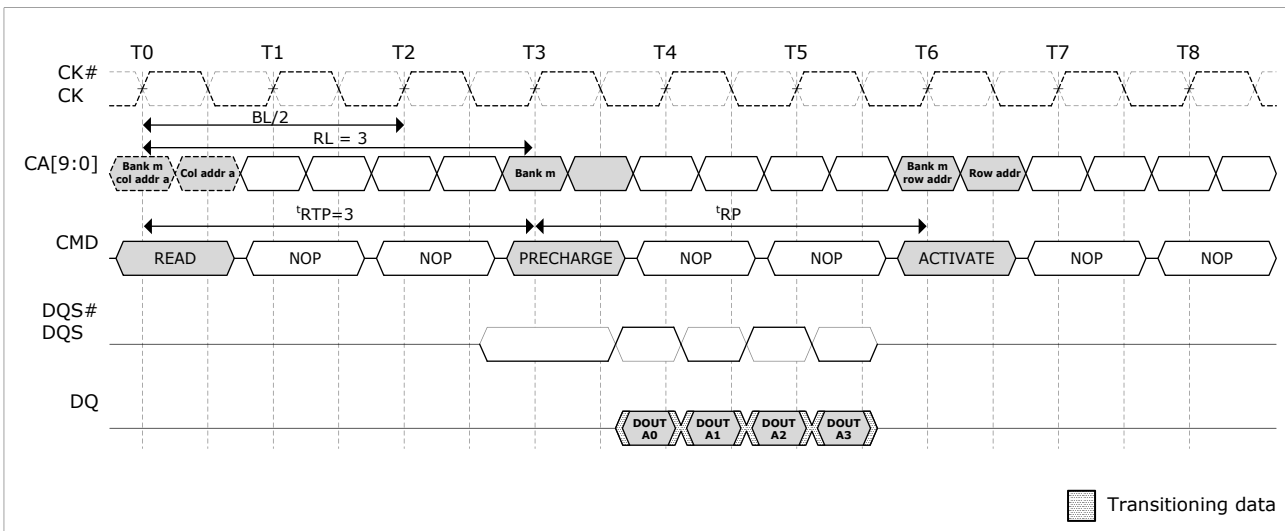 T0 T1 T2 T3 T4 T5 T6 T7 T8
CK#
CK
BL/2
RL = 3
CA[9:0]
Bank m
col addr a
Col addr a
Bank m
Bank m
row addr
Row addr
tRTP=3
tRP
CMD
READ NOP NOP PRECHARGE NOP NOP ACTIVATE NOP NOP
DQS#
DQS
DQ
DOUT
A0
DOUT
A1
DOUT
A2
DOUT
A3
Transitioning data